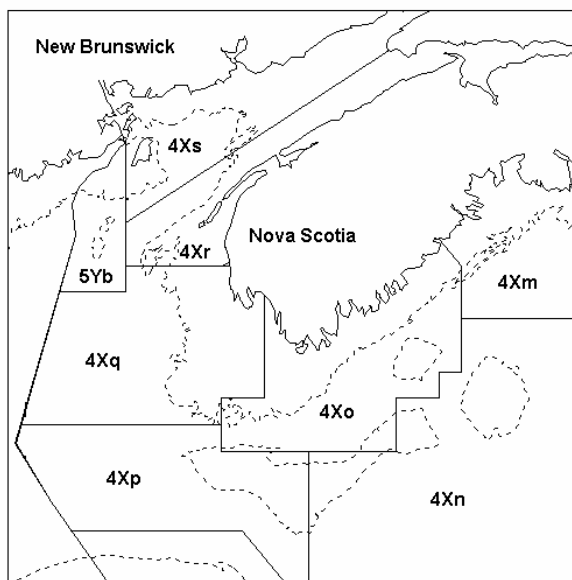 New Brunswick
4Xs
Nova Scotia
4Xr
5Yb
4Xm
4Xq
4Xo
4Xp
4Xn